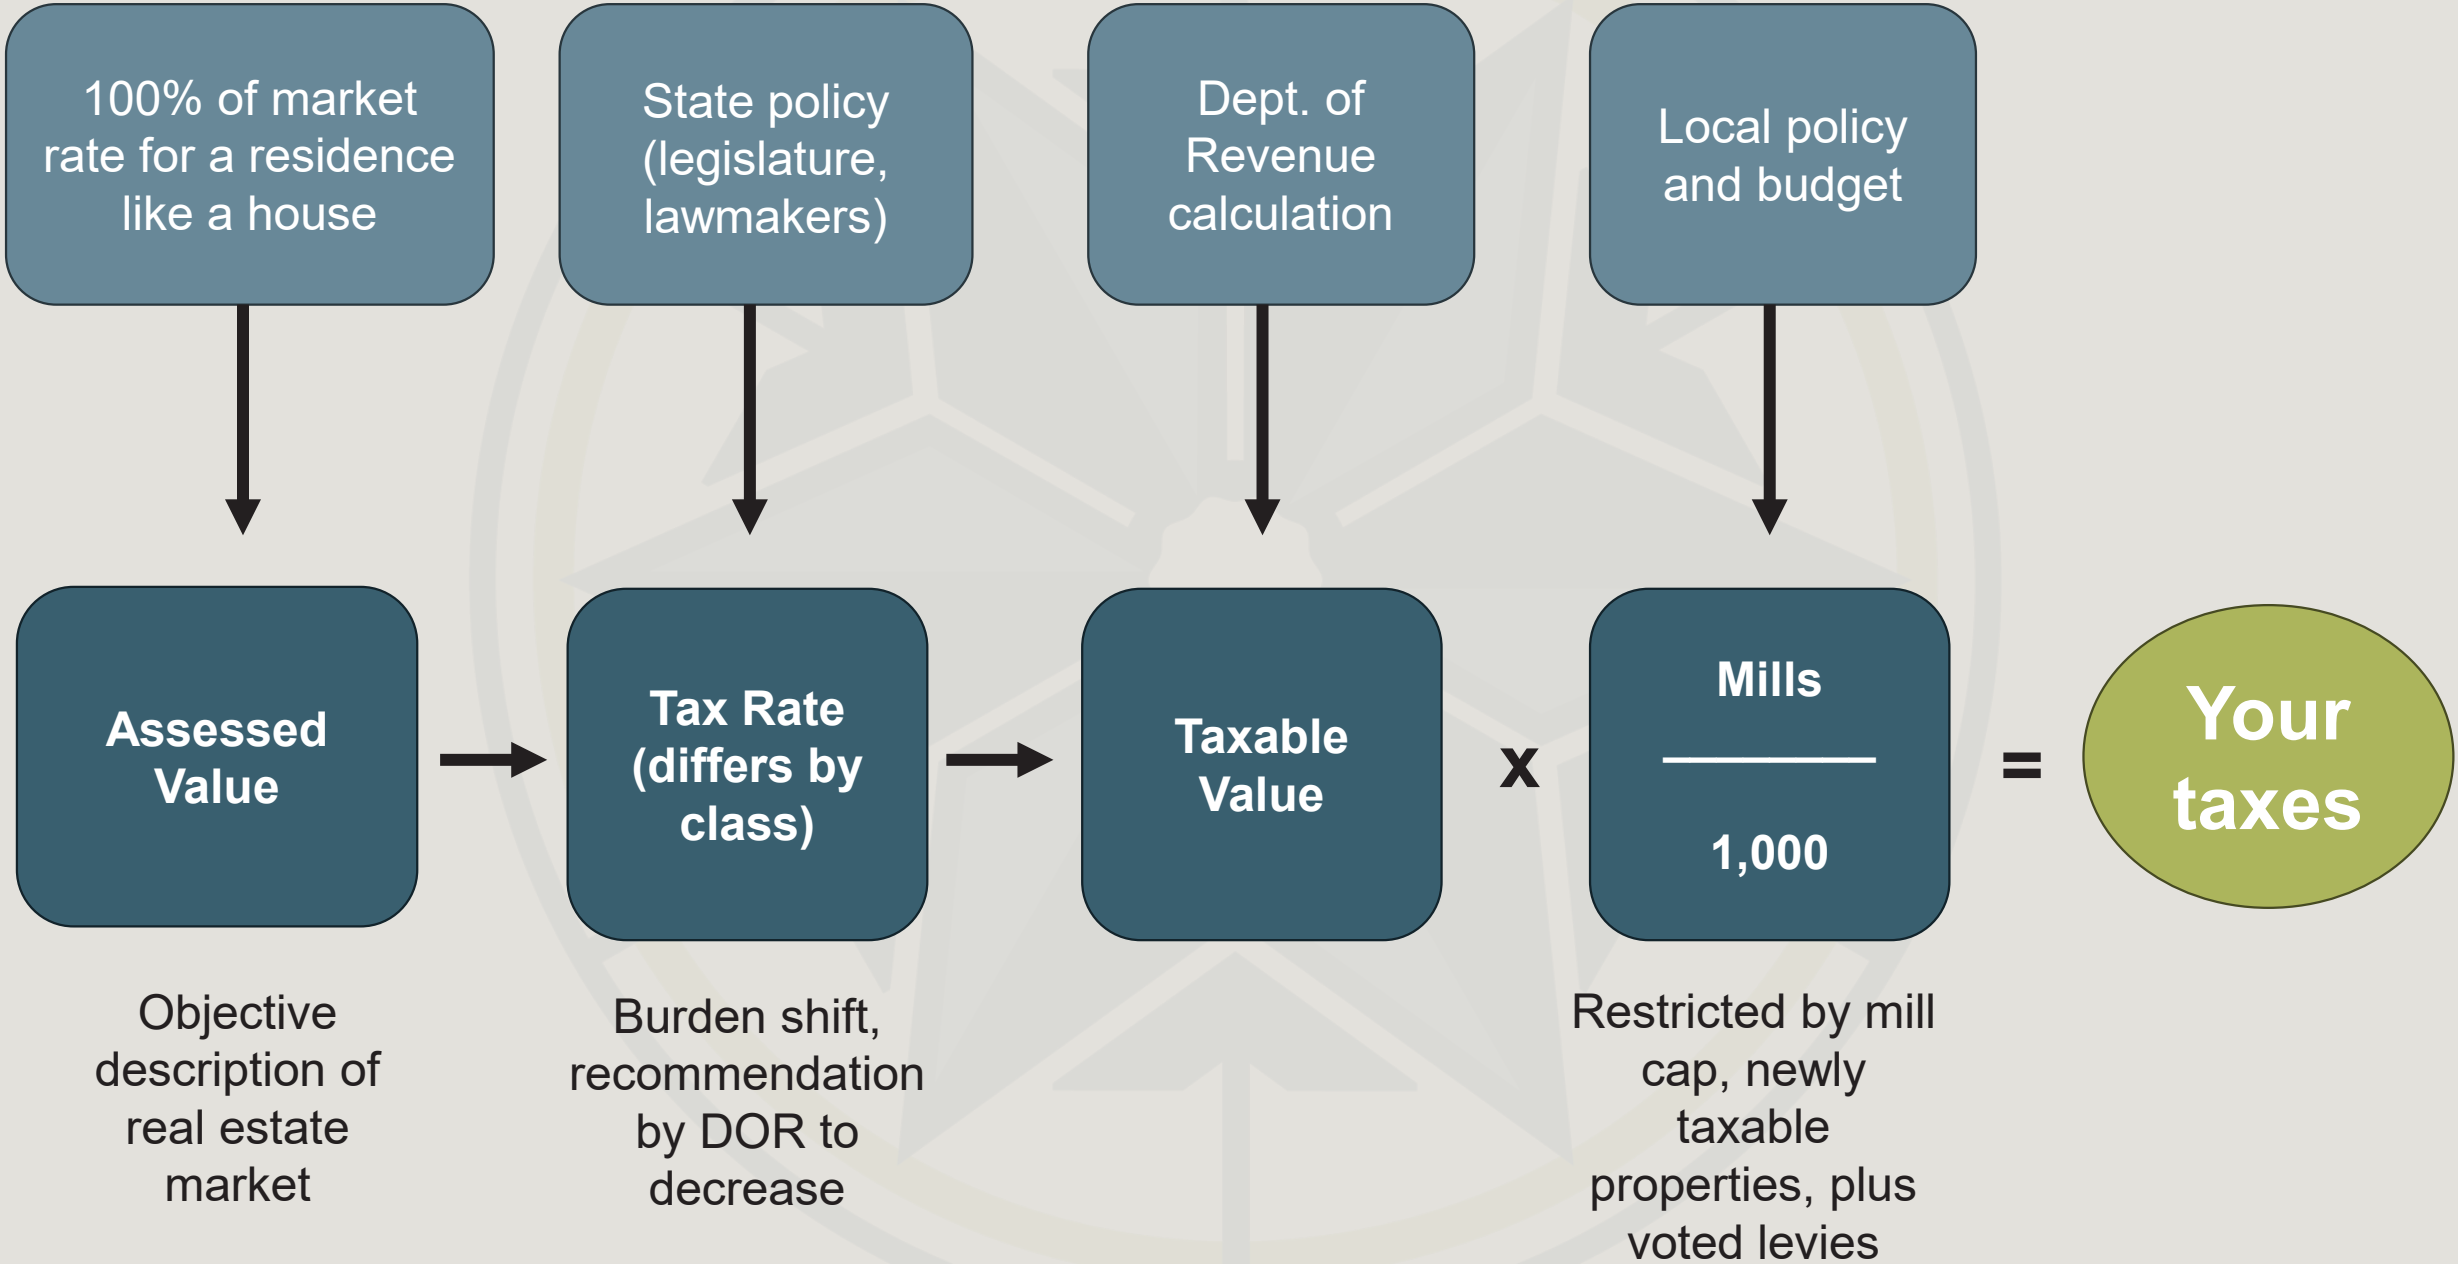 100% of market
rate for a residence
like a house
State policy
(legislature,
lawmakers)
Dept. of
Revenue
calculation
Local policy
and budget
Assessed
Value
Tax Rate
(differs by
class)
Taxable
Value
x
Mills
1,000
=
Your
taxes
Objective
description of
real estate
market
Burden shift,
recommendation
by DOR to
decrease
Restricted by mill
cap, newly
taxable
properties, plus
voted levies